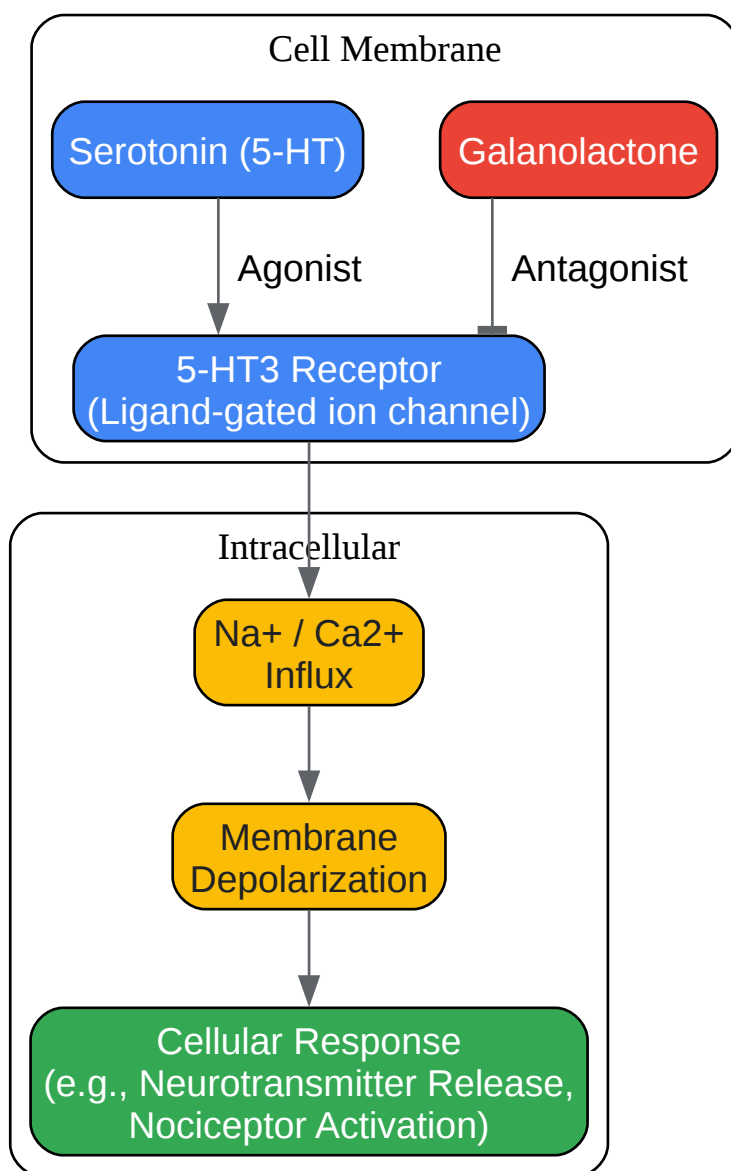 Cell Membrane
Serotonin (5-HT)
Galanolactone
Agonist
Antagonist
5-HT3 Receptor
(Ligand-gated ion channel)
Intracellular
Na+ / Ca2+
Influx
Membrane
Depolarization
Cellular Response
(e.g., Neurotransmitter Release,
Nociceptor Activation)